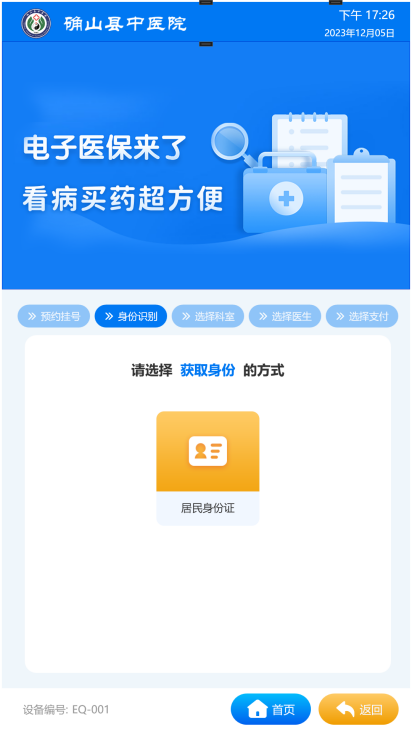 确山县中医院
下午 17:26
2023年12月05日
电子医保来了
看病买药超方便
预约挂号
身份识别
选择科室
选择医生
选择支付
请选择 获取身份 的方式
居民身份证
设备编号: EQ-001
首页
返回